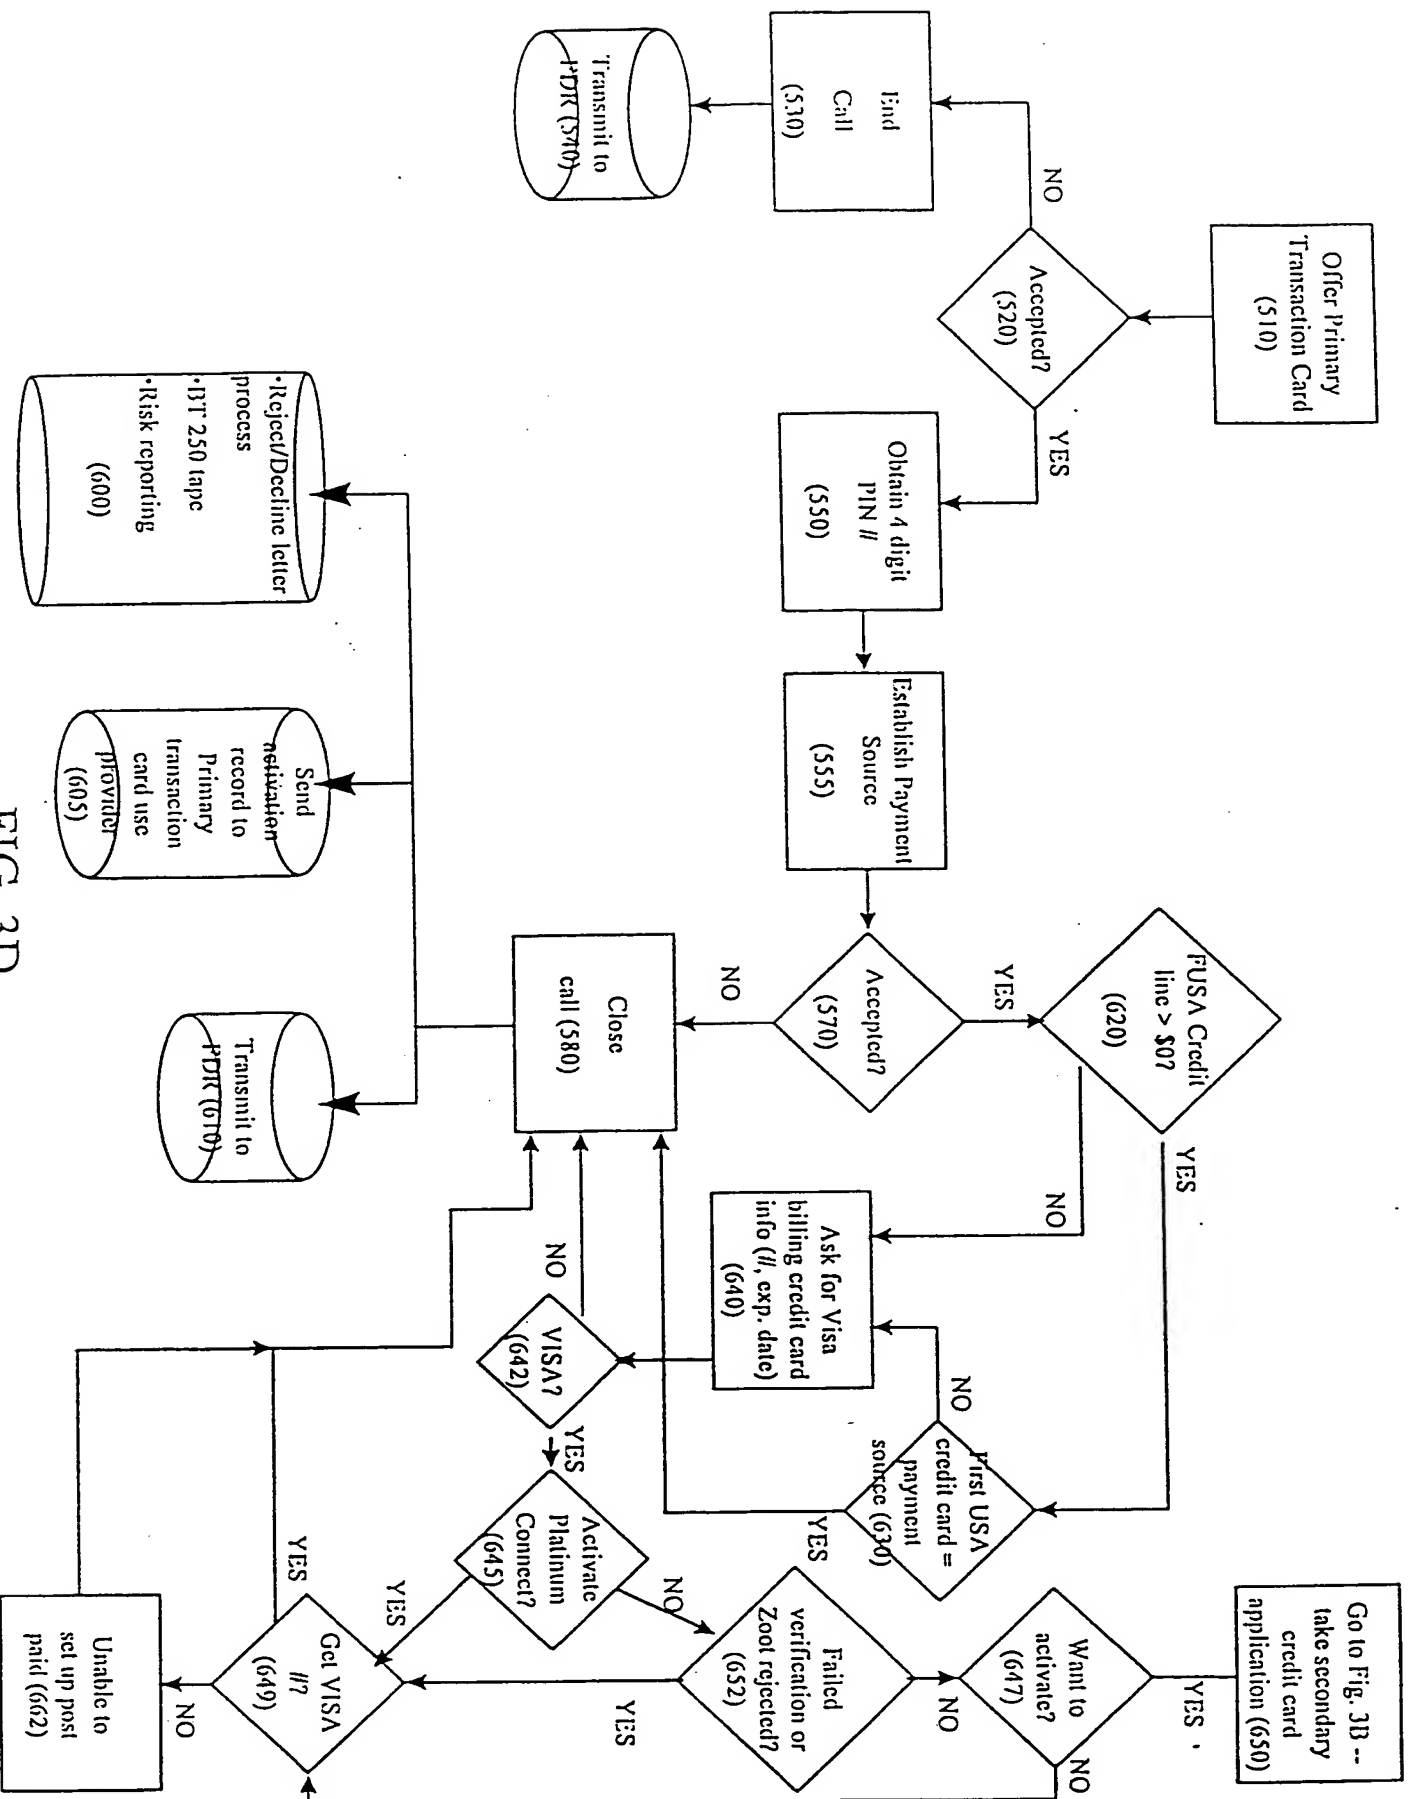 Offer Primary
Transaction Card
(510)
Accepted?
(520)
NO
YES
End
Call
(530)
Transmit to
PDR (540)
Obtain 4 digit
PIN #
(550)
Establish Payment
Source
(555)
Accepted?
(570)
YES
NO
FUSA Credit
line > $0?
(620)
YES
NO
Close
call (580)
•Reject/Decline letter
process
•BT 250 tape
•Risk reporting
(600)
Send
activation
record to
Primary
transaction
card use
provider
(605)
Transmit to
PDR (610)
Ask for Visa
billing credit card
info (#, exp. date)
(640)
First USA
credit card =
payment
source (630)
NO
YES
VISA?
(642)
NO
YES
Activate
Platinum
Connect?
(645)
NO
YES
Failed
verification or
Zoot rejected?
(652)
NO
YES
Want to
activate?
(647)
YES
NO
Go to Fig. 3B --
take secondary
credit card
application (650)
Get VISA
#?
(649)
YES
NO
Unable to
set up post
paid (662)
FIG. 3D